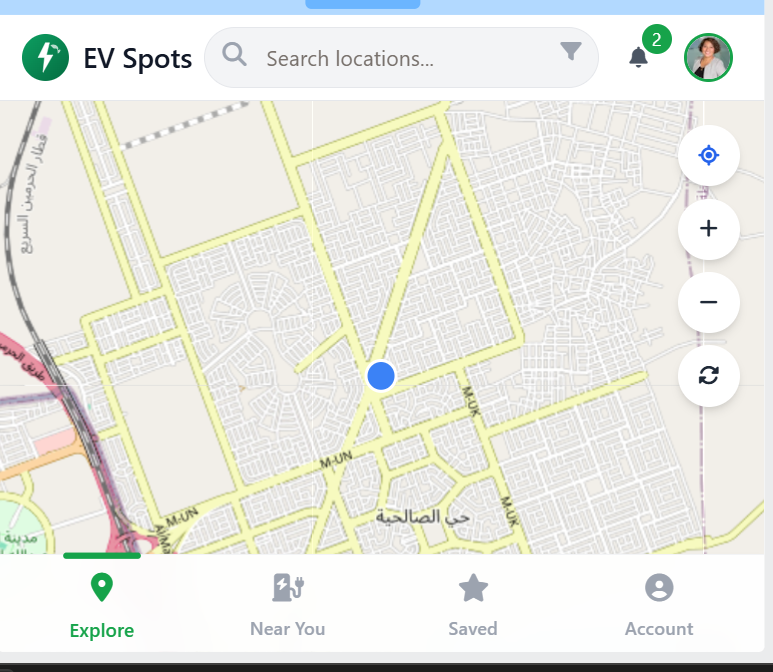 EV Spots
Search locations...
2
قطار الحرمين السريع
M-UK
M-UN
M-UK
حي الصالحية
M-UN
مدينة
Explore
Near You
Saved
Account